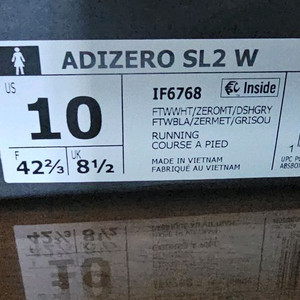 ADIZERO SL2 W
US
10
F
42⅔
UK
8½
IF6768
Inside
FTWWHT/ZEROMT/DSHGRY
FTWBLA/ZERMET/GRISOU
RUNNING
COURSE A PIED
MADE IN VIETNAM
FABRIQUÉ AU VIETNAM
UPC P